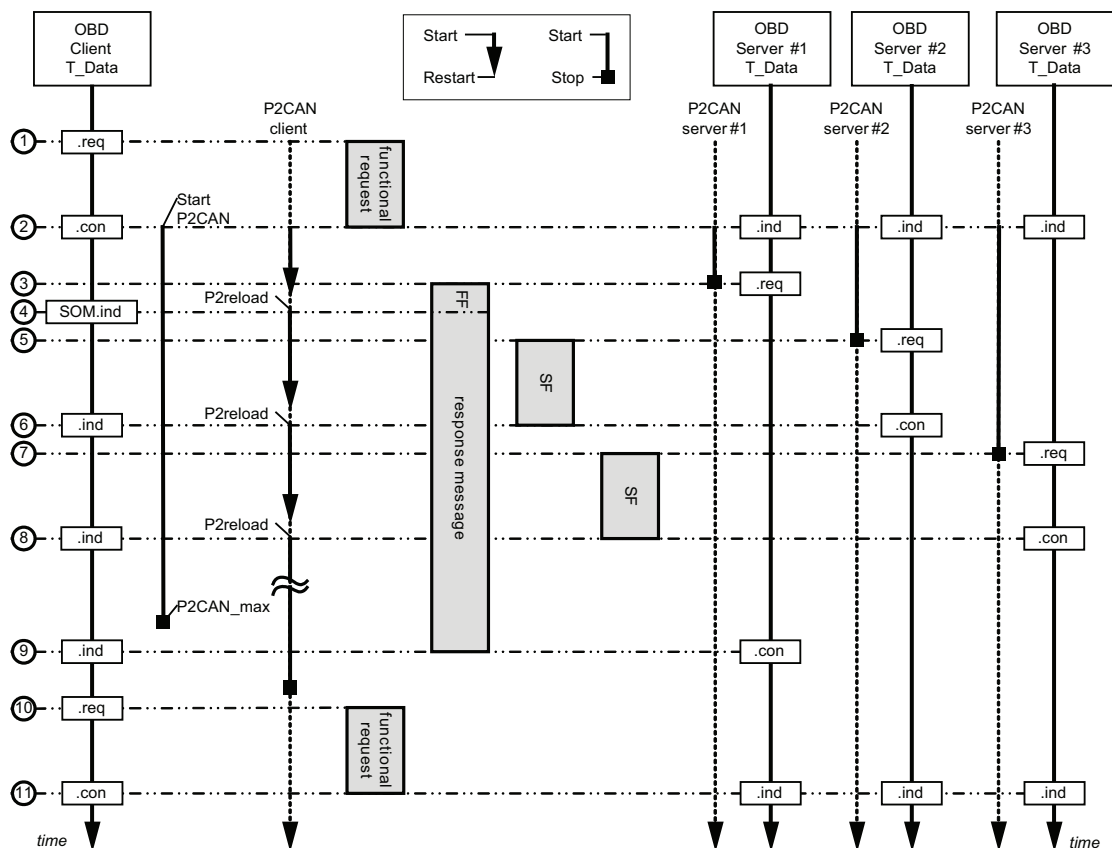 OBD
Client
T_Data
Start
Restart
Start
Stop
OBD
Server #1
T_Data
OBD
Server #2
T_Data
OBD
Server #3
T_Data
P2CAN
client
P2CAN
server #1
P2CAN
server #2
P2CAN
server #3
1
.req
functional
request
Start
P2CAN
2
.con
.ind
.ind
.ind
3
.req
P2reload
FF
4
SOM.ind
5
.req
SF
response message
P2reload
6
.ind
.con
7
.req
SF
P2reload
8
.ind
.con
P2CAN_max
9
.ind
.con
10
.req
functional
request
11
.con
.ind
.ind
.ind
time
time